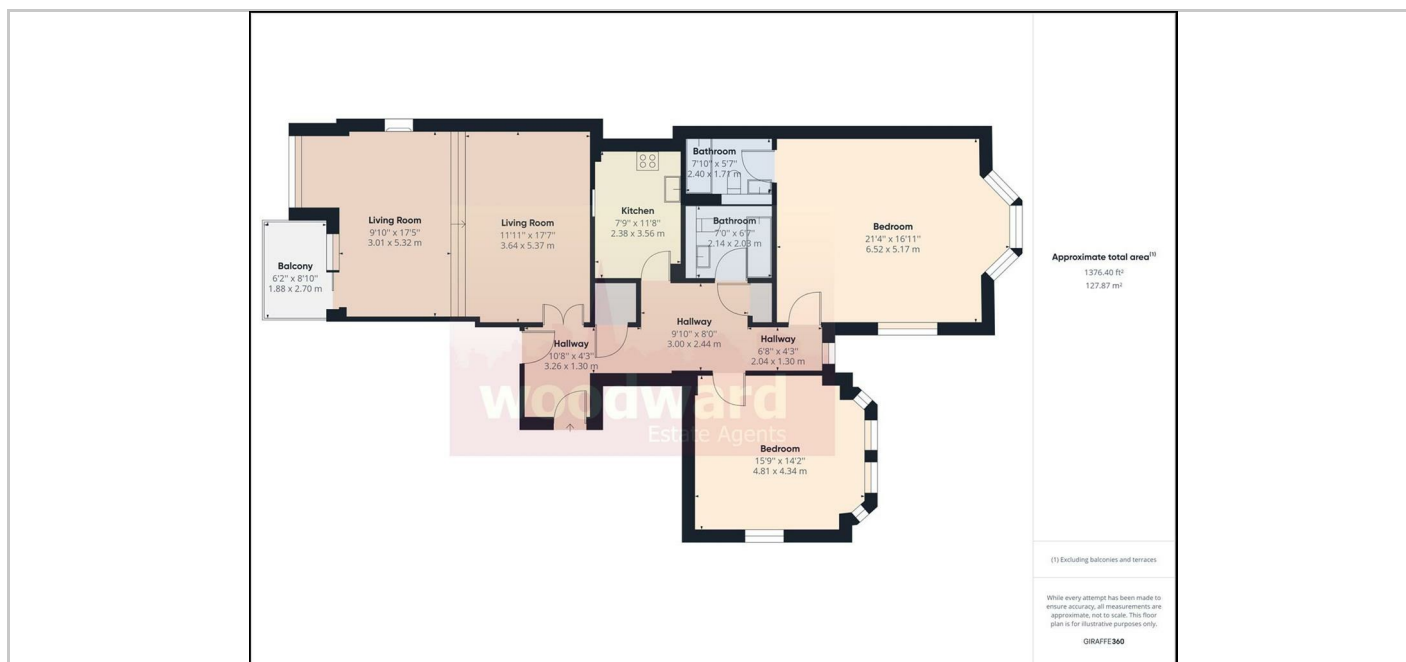 Bathroom
7'10" x 5'7"
2.40 x 1.71 m
Living Room
9'10" x 17'5"
3.01 x 5.32 m
Living Room
11'11" x 17'7"
3.64 x 5.37 m
Kitchen
7'9" x 11'8"
2.38 x 3.56 m
Bathroom
7'0" x 6'7"
2.14 x 2.03 m
Bedroom
21'4" x 16'11"
6.52 x 5.17 m
Balcony
6'2" x 8'10"
1.88 x 2.70 m
Hallway
10'8" x 4'3"
3.26 x 1.30 m
Hallway
9'10" x 8'0"
3.00 x 2.44 m
Hallway
6'8" x 4'3"
2.04 x 1.30 m
woodward
Estate Agents
Bedroom
15'9" x 14'2"
4.81 x 4.34 m
Approximate total area(1)
1376.40 ft²
127.87 m²
(1) Excluding balconies and terraces
While every attempt has been made to
ensure accuracy, all measurements are
approximate, not to scale. This floor
plan is for illustrative purposes only.
GIRAFFE360